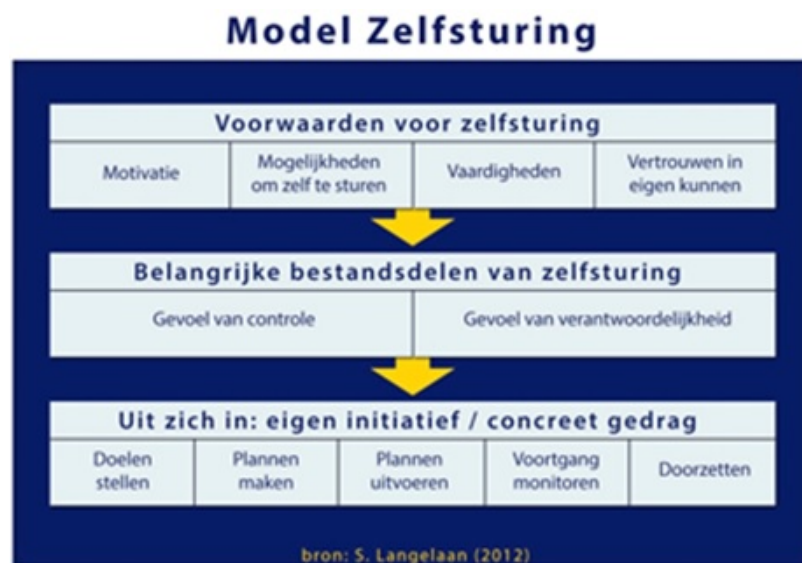 Model Zelfsturing
Voorwaarden voor zelfsturing
Motivatie
Mogelijkheden
om zelf te sturen
Vaardigheden
Vertrouwen in
eigen kunnen
Belangrijke bestandsdelen van zelfsturing
Gevoel van controle
Gevoel van verantwoordelijkheid
Uit zich in: eigen initiatief / concreet gedrag
Doelen
stellen
Plannen
maken
Plannen
uitvoeren
Voortgang
monitoren
Doorzetten
bron: S. Langelaan (2012)